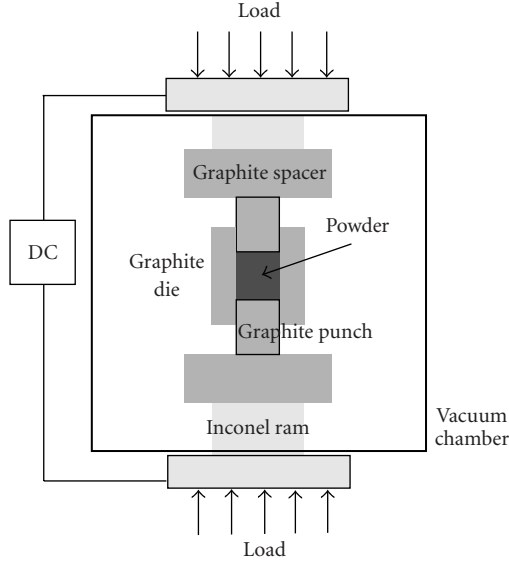 Load
Graphite spacer
Powder
DC
Graphite
die
Graphite punch
Inconel ram
Vacuum
chamber
Load